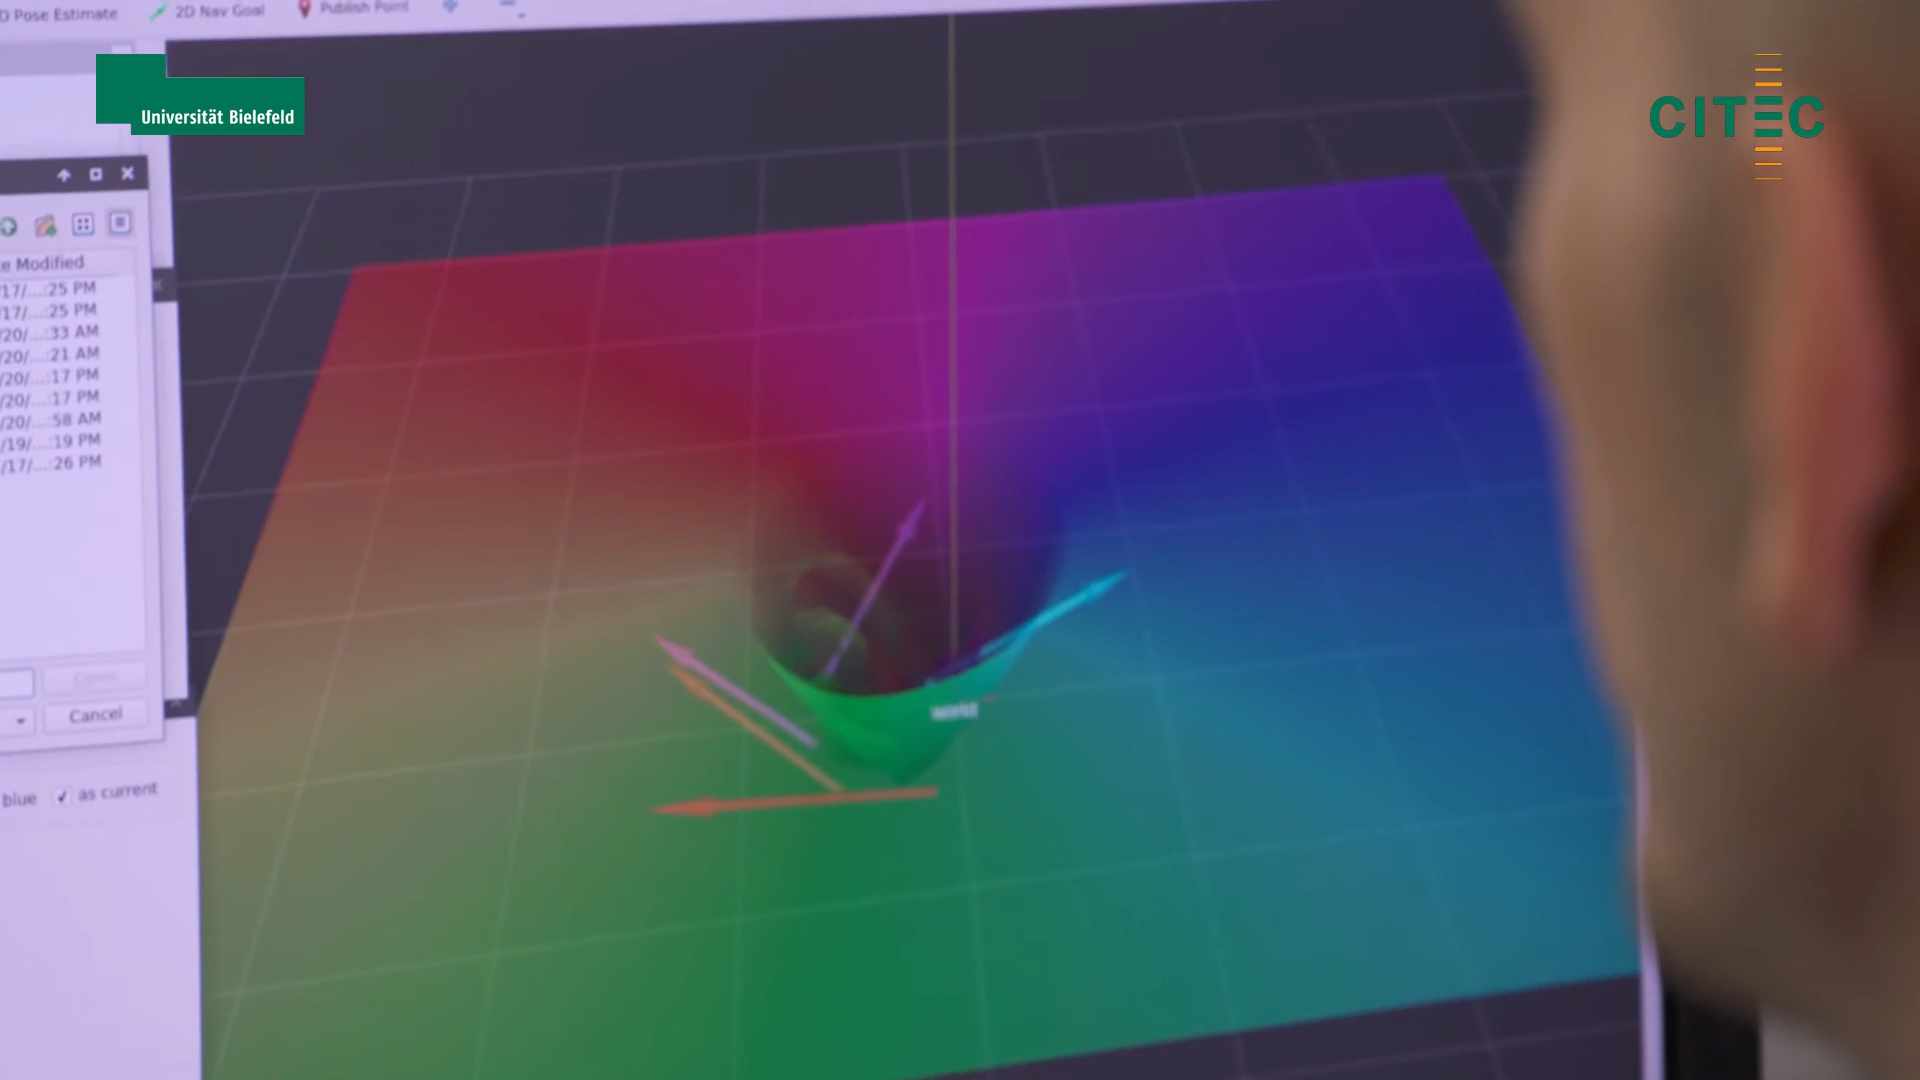 D Pose Estimate
2D Nav Goal
Publish Point
Universität Bielefeld
CITEC
e Modified
17/...:25 PM
17/...:25 PM
/20/...:33 AM
/20/...:21 AM
/20/...:17 PM
/20/...:17 PM
/20/...:58 AM
/19/...:19 PM
/17/...:26 PM
Open
Cancel
world
blue
as current